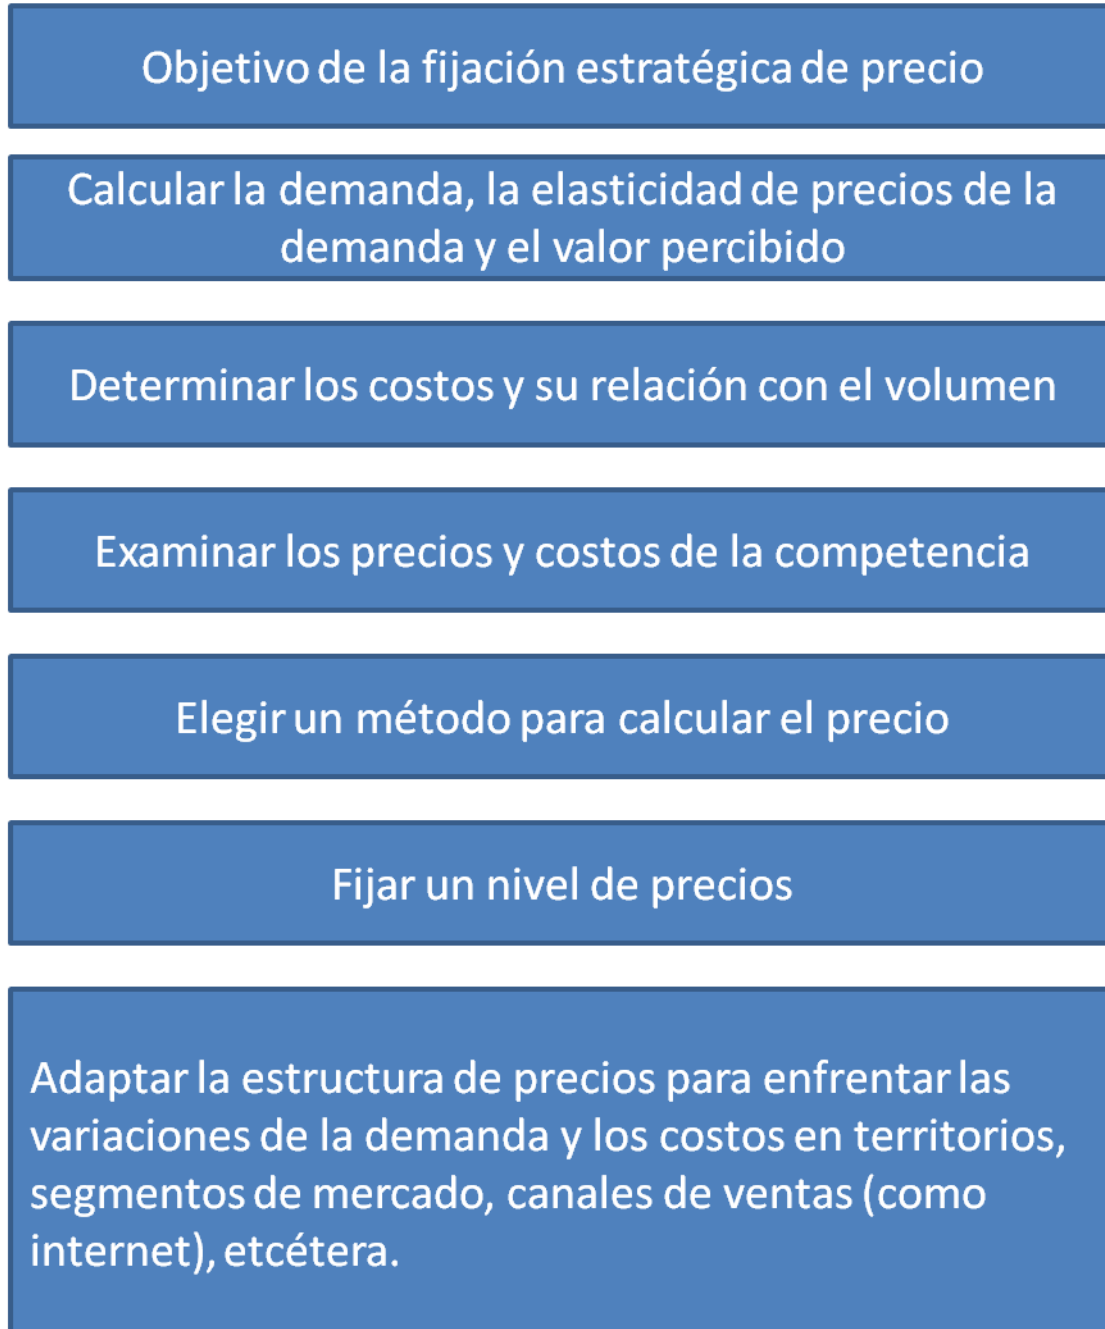 Objetivo de la fijación estratégica de precio
Calcular la demanda, la elasticidad de precios de la
demanda y el valor percibido
Determinar los costos y su relación con el volumen
Examinar los precios y costos de la competencia
Elegir un método para calcular el precio
Fijar un nivel de precios
Adaptar la estructura de precios para enfrentar las
variaciones de la demanda y los costos en territorios,
segmentos de mercado, canales de ventas (como
internet), etcétera.